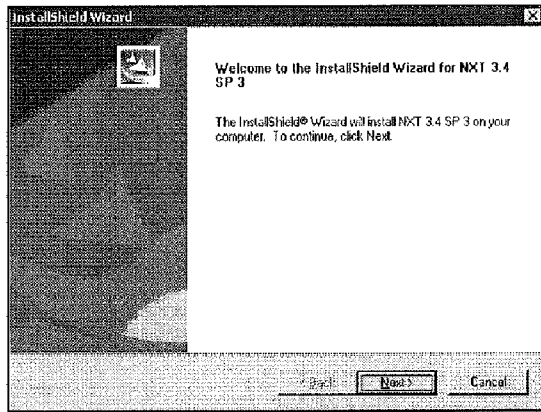 InstallShield Wizard
Welcome to the InstallShield Wizard for NXT 3.4
SP 3
The InstallShield® Wizard will install NXT 3.4 SP 3 on your
computer. To continue, click Next.
< Back
Next >
Cancel